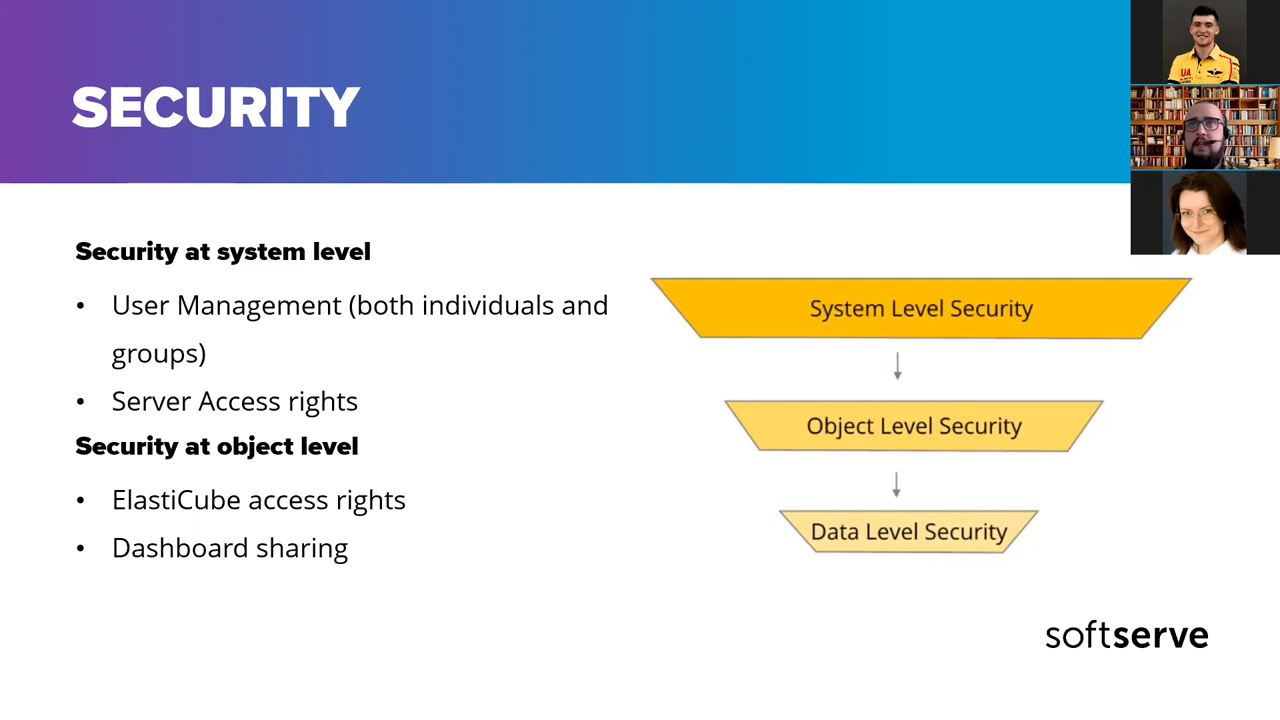 SECURITY
Security at system level
• User Management (both individuals and
groups)
• Server Access rights
Security at object level
• ElastiCube access rights
• Dashboard sharing
System Level Security
Object Level Security
Data Level Security
softserve
UA